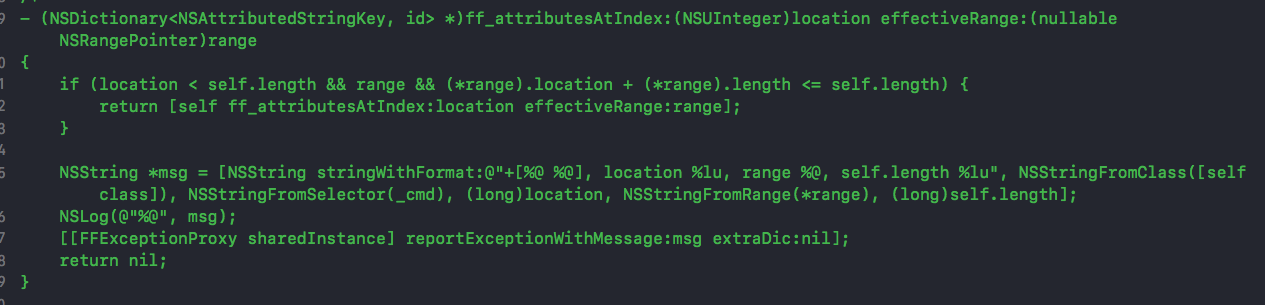 9 - (NSDictionary<NSAttributedStringKey, id> *)ff_attributesAtIndex:(NSUInteger)location effectiveRange:(nullable
NSRangePointer)range
0 {
1 if (location < self.length && range && (*range).location + (*range).length <= self.length) {
2 return [self ff_attributesAtIndex:location effectiveRange:range];
3 }
4
5 NSString *msg = [NSString stringWithFormat:@"+[%@ %@], location %lu, range %@, self.length %lu", NSStringFromClass([self
class]), NSStringFromSelector(_cmd), (long)location, NSStringFromRange(*range), (long)self.length];
6 NSLog(@"%@", msg);
7 [[FFExceptionProxy sharedInstance] reportExceptionWithMessage:msg extraDic:nil];
8 return nil;
9 }